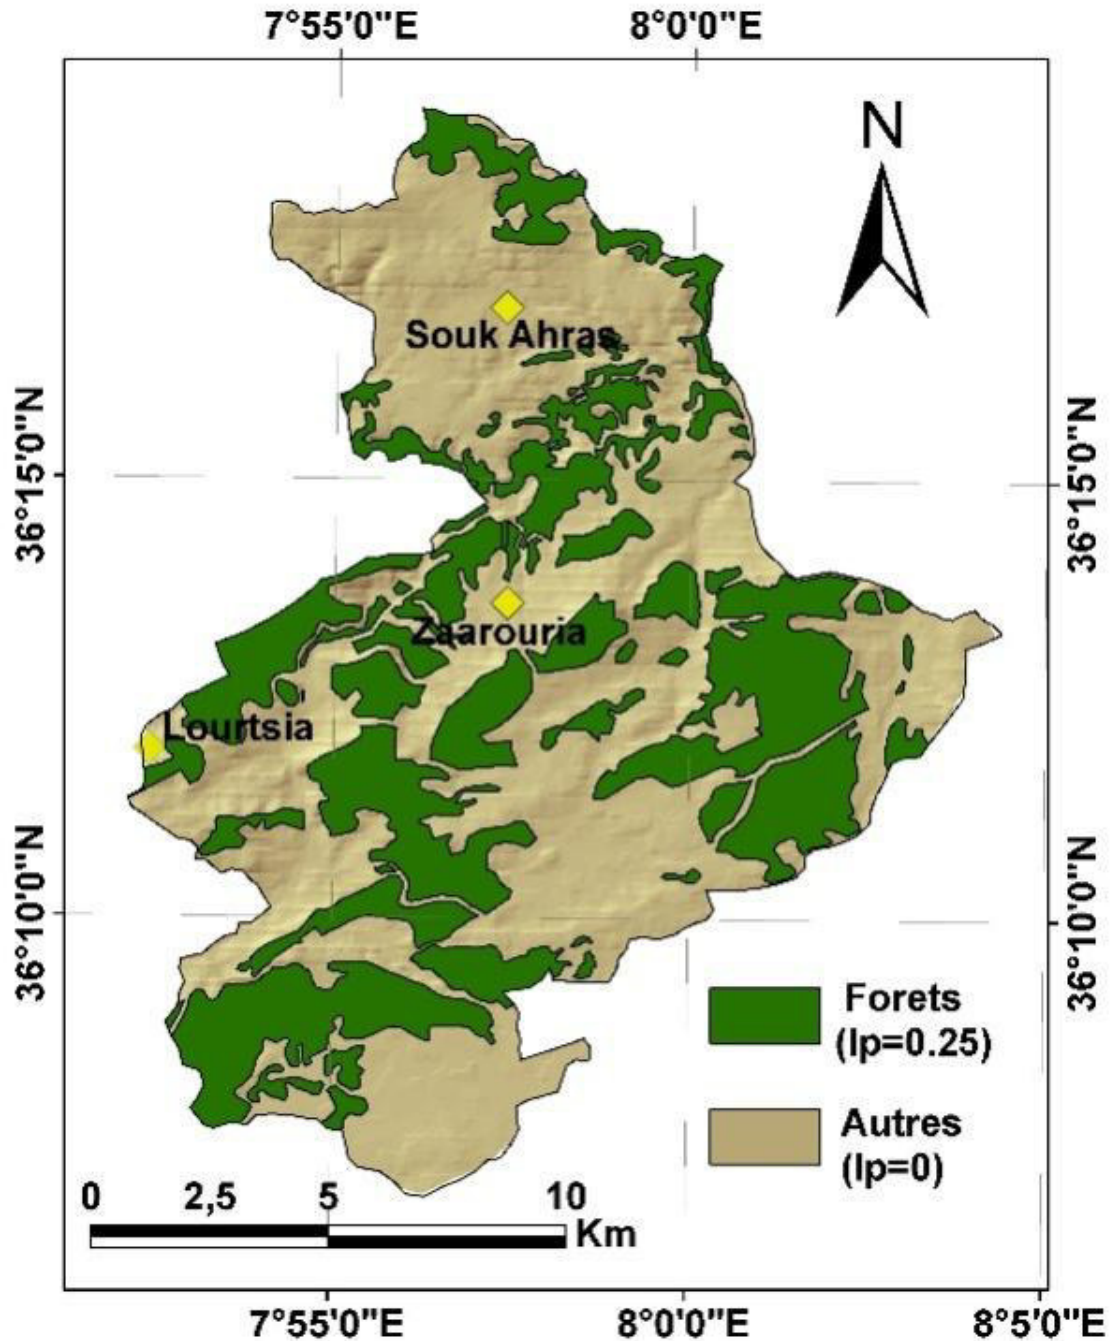 7°55'0"E
8°0'0"E
N
Souk Ahras
36°15'0"N
36°15'0"N
Zaarouria
Lourtsia
36°10'0"N
36°10'0"N
Forets
(Ip=0.25)
Autres
(Ip=0)
0 2,5 5 10
Km
7°55'0"E
8°0'0"E
8°5'0"E